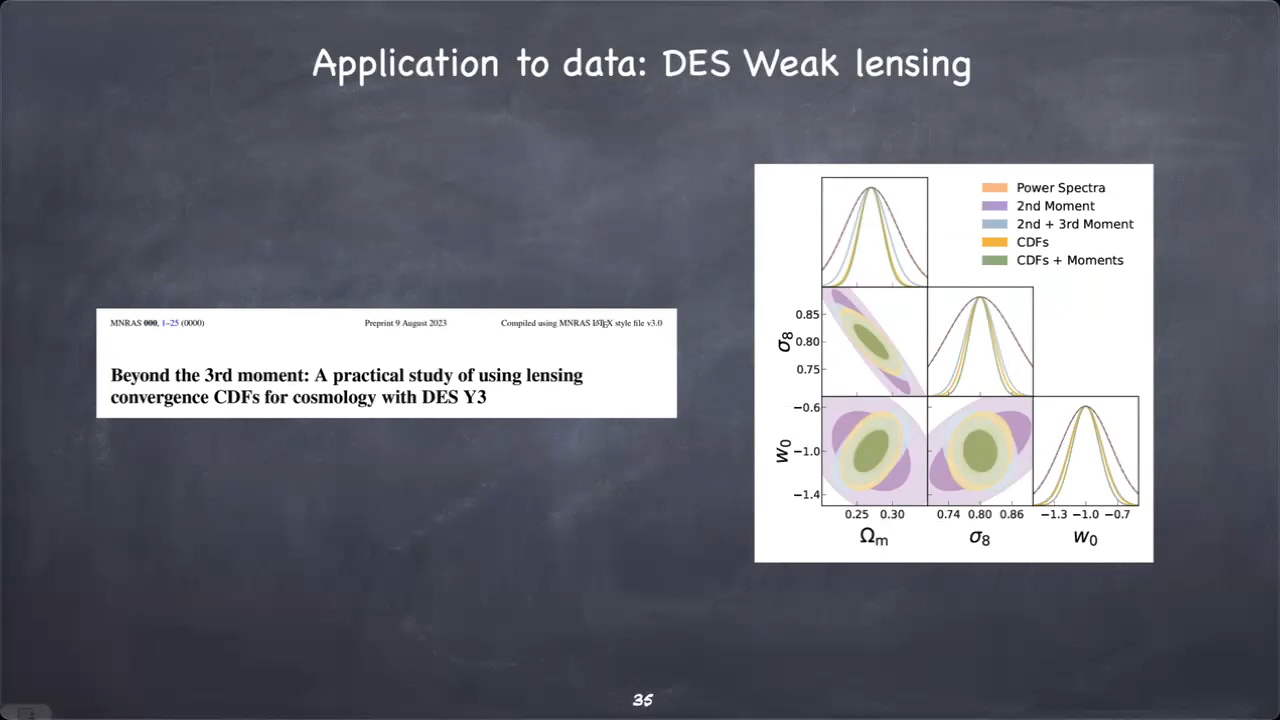 Application to data: DES Weak lensing
MNRAS 000, 1–25 (0000)
Preprint 9 August 2023
Compiled using MNRAS LATEX style file v3.0
Beyond the 3rd moment: A practical study of using lensing
convergence CDFs for cosmology with DES Y3
Power Spectra
2nd Moment
2nd + 3rd Moment
CDFs
CDFs + Moments
σ8
0.85
0.80
0.75
w0
−0.6
−1.0
−1.4
0.25 0.30
0.74 0.80 0.86
−1.3 −1.0 −0.7
Ωm
σ8
w0
35